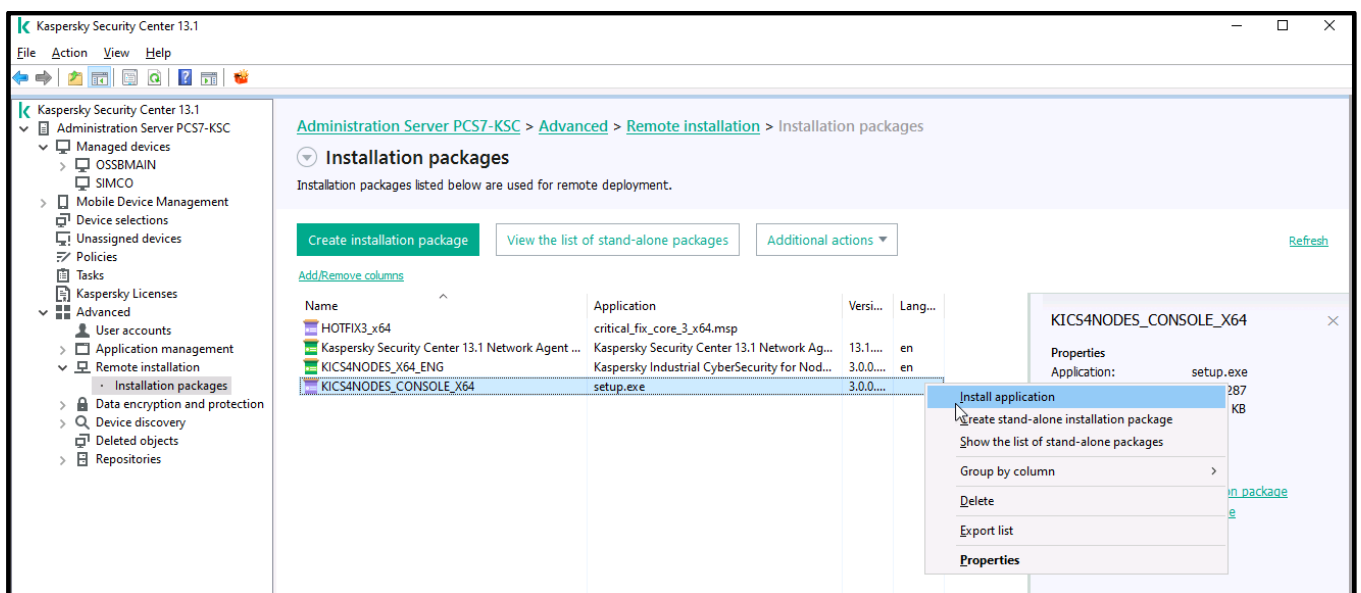 Kaspersky Security Center 13.1
File Action View Help
Kaspersky Security Center 13.1
Administration Server PCS7-KSC
Managed devices
OSSBMAIN
SIMCO
Mobile Device Management
Device selections
Unassigned devices
Policies
Tasks
Kaspersky Licenses
Advanced
User accounts
Application management
Remote installation
Installation packages
Data encryption and protection
Device discovery
Deleted objects
Repositories
Administration Server PCS7-KSC > Advanced > Remote installation > Installation packages
Installation packages
Installation packages listed below are used for remote deployment.
Create installation package View the list of stand-alone packages Additional actions Refresh
Add/Remove columns
Name Application Versi... Lang...
HOTFIX3_x64 critical_fix_core_3_x64.msp
Kaspersky Security Center 13.1 Network Agent ... Kaspersky Security Center 13.1 Network Ag... 13.1.... en
KICS4NODES_X64_ENG Kaspersky Industrial CyberSecurity for Nod... 3.0.0.... en
KICS4NODES_CONSOLE_X64 setup.exe 3.0.0....
Install application
Create stand-alone installation package
Show the list of stand-alone packages
Group by column
Delete
Export list
Properties
KICS4NODES_CONSOLE_X64
Properties
Application: setup.exe
287
KB
on package
e